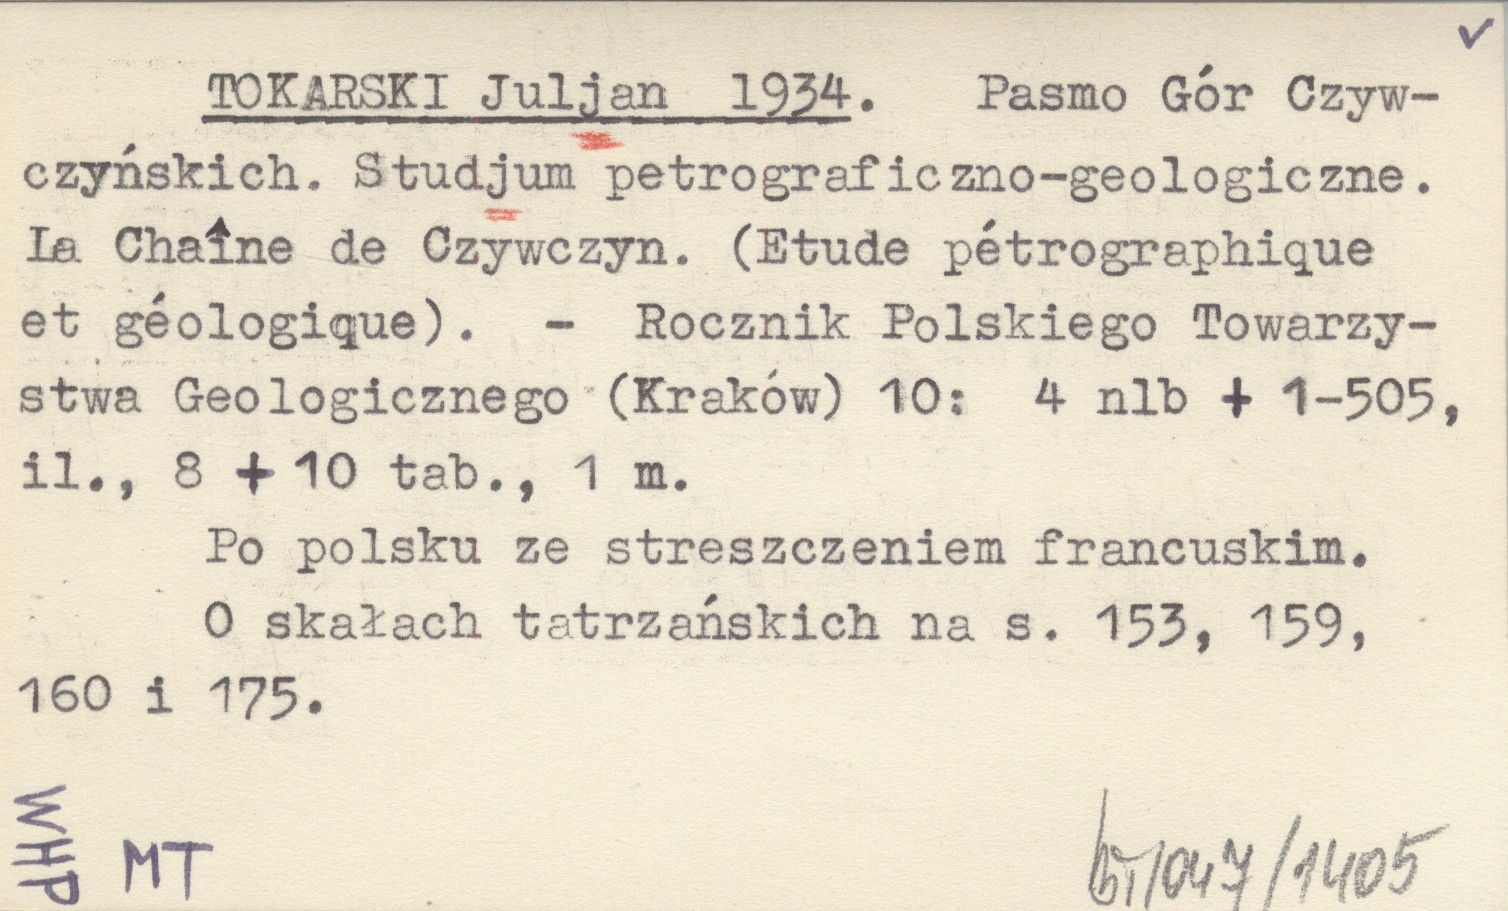 TOKARSKI Juljan 1934. Pasmo Gór Czyw-
czyńskich. Studjum petrograficzno-geologiczne.
La Chaîne de Czywczyn. (Etude pétrographique
et géologique). - Rocznik Polskiego Towarzy-
stwa Geologicznego (Kraków) 10: 4 nlb + 1-505,
il., 8 + 10 tab., 1 m.
Po polsku ze streszczeniem francuskim.
O skałach tatrzańskich na s. 153, 159,
160 i 175.
WHP
MT
/047/1405